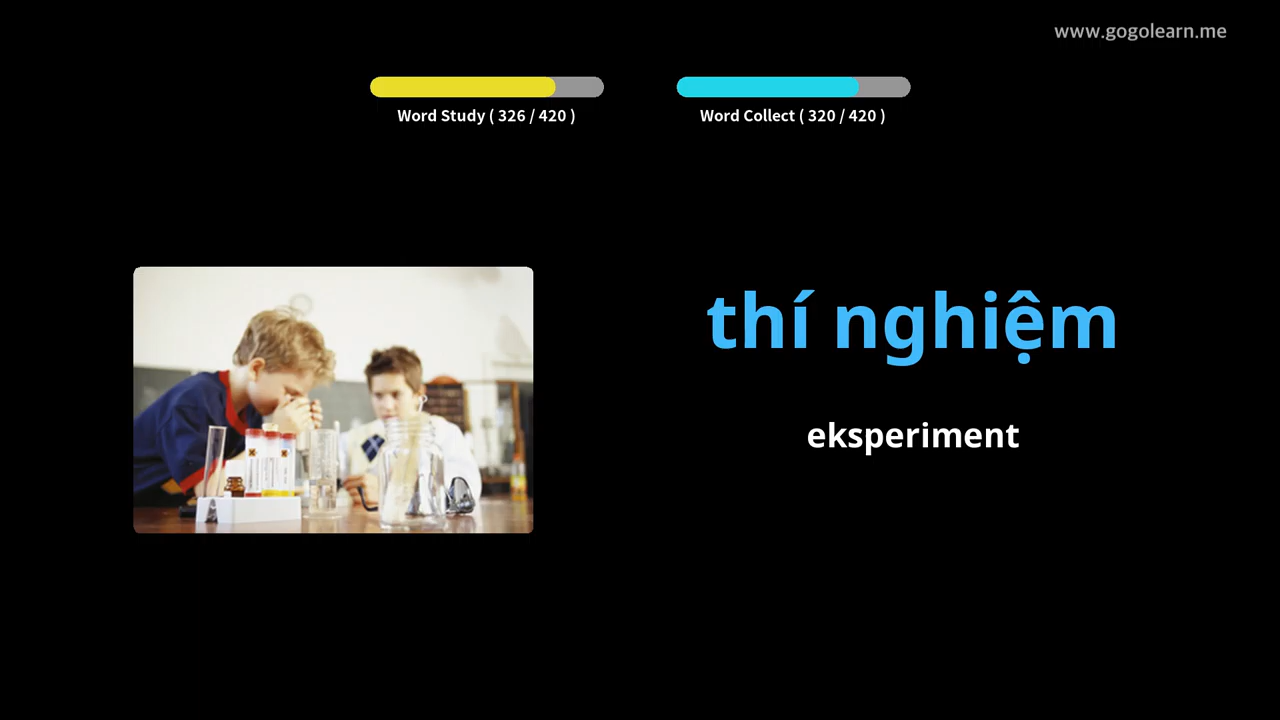 www.gogolearn.me
Word Study ( 326 / 420 )
Word Collect ( 320 / 420 )
thí nghiệm
eksperiment